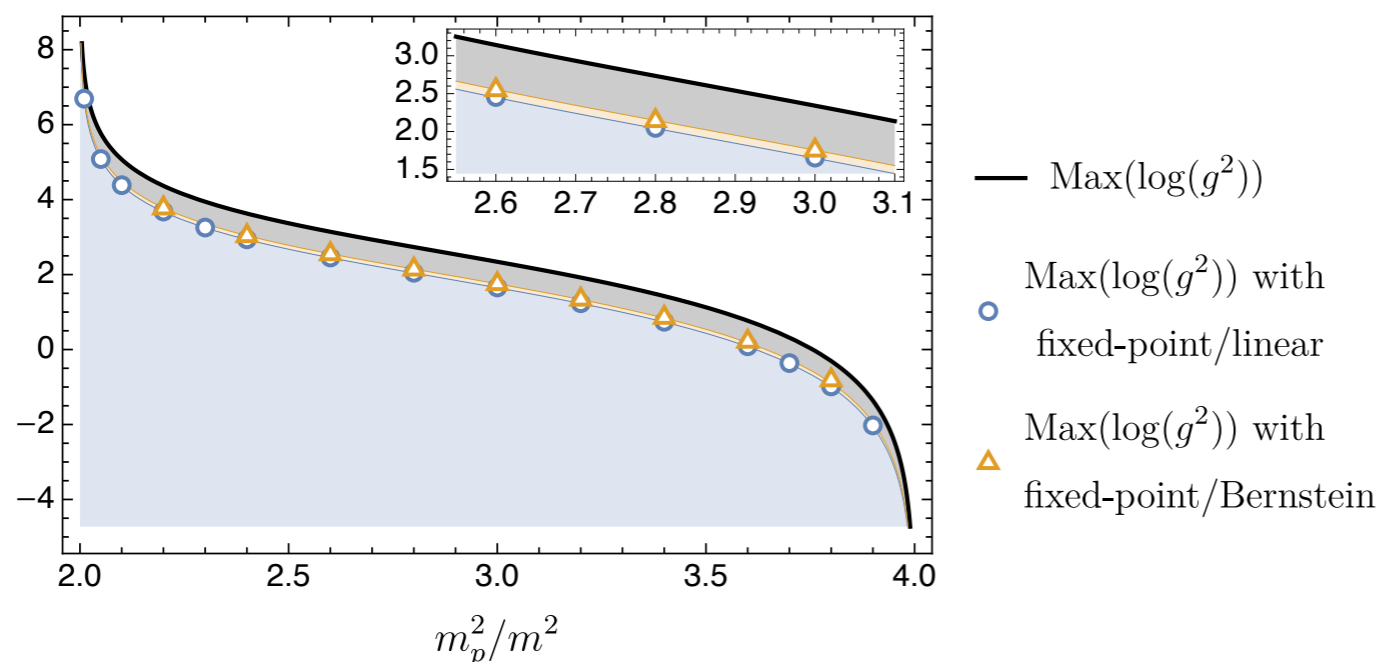 8
6
4
2
0
−2
−4
2.0 2.5 3.0 3.5 4.0
m_p^2/m^2
3.0
2.5
2.0
1.5
2.6 2.7 2.8 2.9 3.0 3.1
Max(log(g^2))
Max(log(g^2)) with
fixed-point/linear
Max(log(g^2)) with
fixed-point/Bernstein